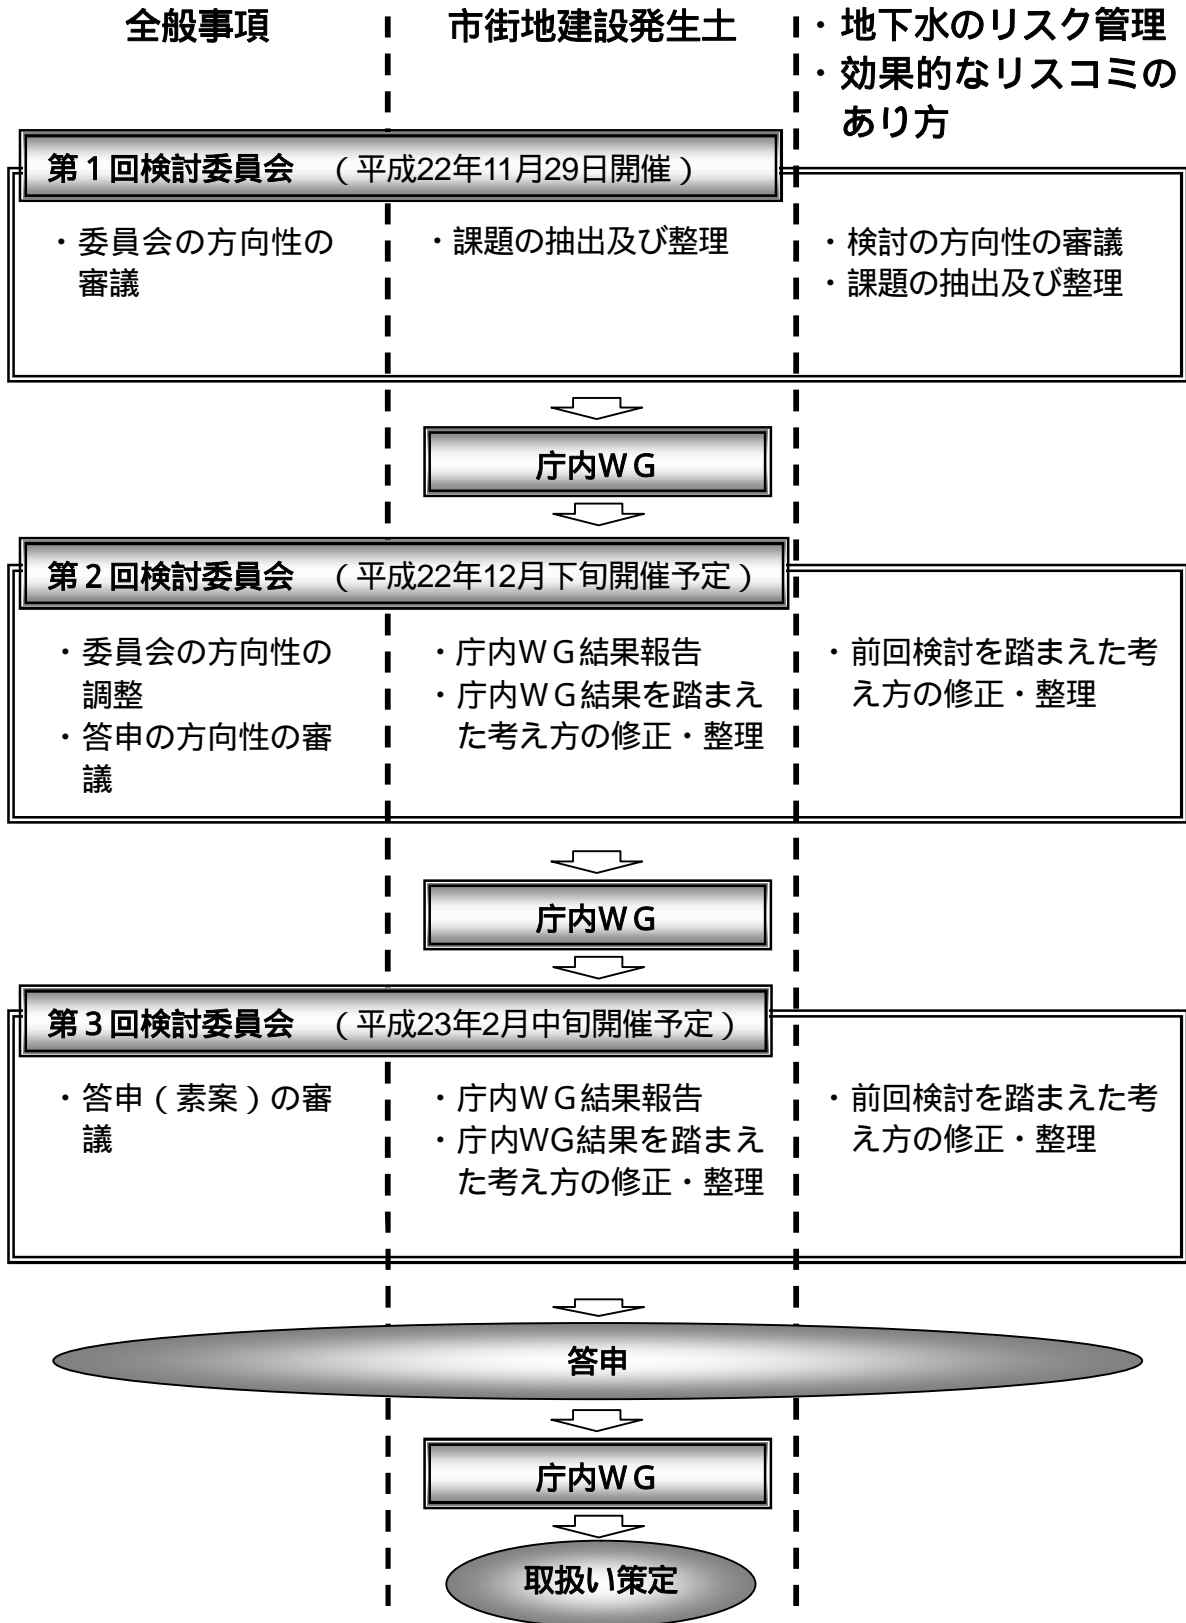 全般事項
市街地建設発生土
・地下水のリスク管理
・効果的なリスコミの
あり方
第1回検討委員会 (平成22年11月29日開催)
・委員会の方向性の
審議
・課題の抽出及び整理
・検討の方向性の審議
・課題の抽出及び整理
庁内WG
第2回検討委員会 (平成22年12月下旬開催予定)
・委員会の方向性の
調整
・答申の方向性の審
議
・庁内WG結果報告
・庁内WG結果を踏まえ
た考え方の修正・整理
・前回検討を踏まえた考
え方の修正・整理
庁内WG
第3回検討委員会 (平成23年2月中旬開催予定)
・答申(素案)の審
議
・庁内WG結果報告
・庁内WG結果を踏まえ
た考え方の修正・整理
・前回検討を踏まえた考
え方の修正・整理
答申
庁内WG
取扱い策定